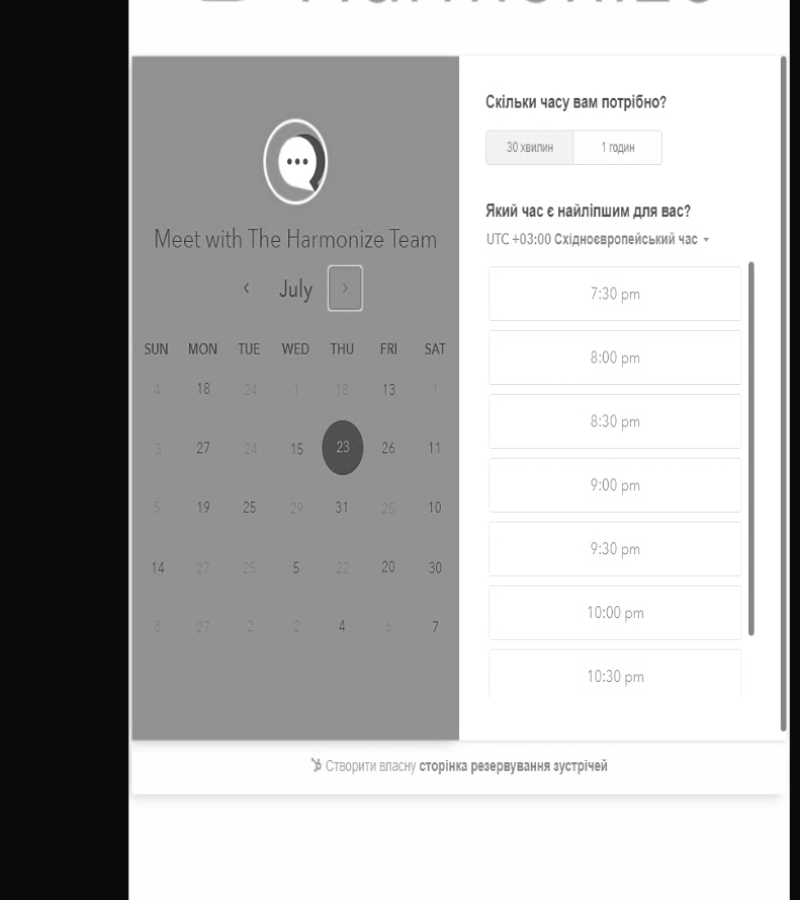 Harmonize
Meet with The Harmonize Team
July
SUN MON TUE WED THU FRI SAT
4 18 24 1 18 13 1
3 27 24 15 23 26 11
5 19 25 29 31 25 10
14 27 25 5 22 20 30
8 27 2 2 4 6 7
Скільки часу вам потрібно?
30 хвилин 1 годин
Який час є найліпшим для вас?
UTC +03:00 Східноєвропейський час
7:30 pm
8:00 pm
8:30 pm
9:00 pm
9:30 pm
10:00 pm
10:30 pm
Створити власну сторінка резервування зустрічей